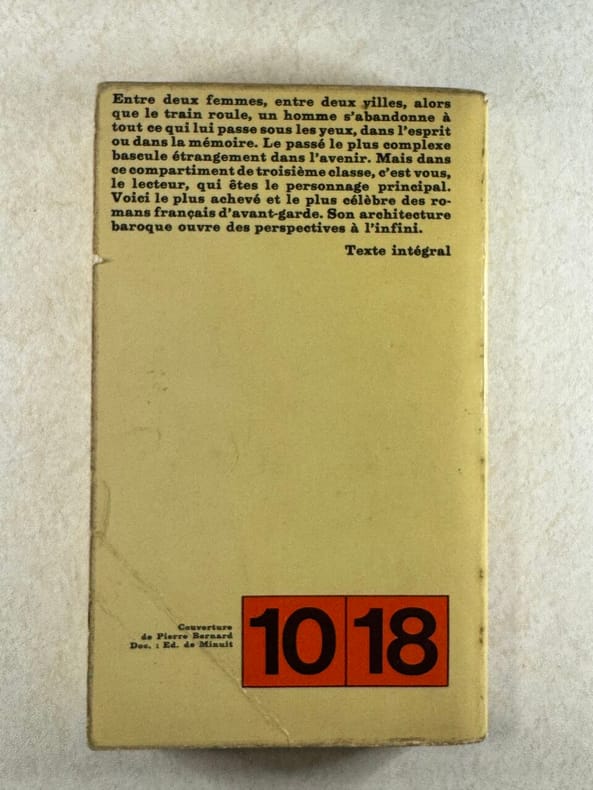 Entre deux femmes, entre deux villes, alors
que le train roule, un homme s'abandonne à
tout ce qui lui passe sous les yeux, dans l'esprit
ou dans la mémoire. Le passé le plus complexe
bascule étrangement dans l'avenir. Mais dans
ce compartiment de troisième classe, c'est vous,
le lecteur, qui êtes le personnage principal.
Voici le plus achevé et le plus célèbre des ro-
mans français d'avant-garde. Son architecture
baroque ouvre des perspectives à l'infini.
Texte intégral
Couverture
de Pierre Bernard
Doc. : Ed. de Minuit
10 18